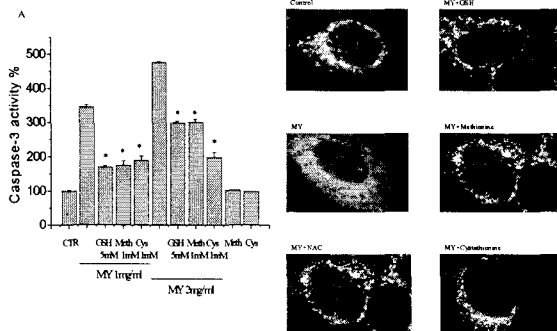 A
Caspase-3 activity %
500
400
300
200
100
0
* * * * * *
CTR GSH Meth Cys GSH Meth Cys Meth Cys
5mM 1mM 1mM 5mM 1mM 1mM
MY 1mg/ml
MY 3mg/ml
Control
MY+GSH
MY
MY+Methionine
MY+NAC
MY+Cystathionine